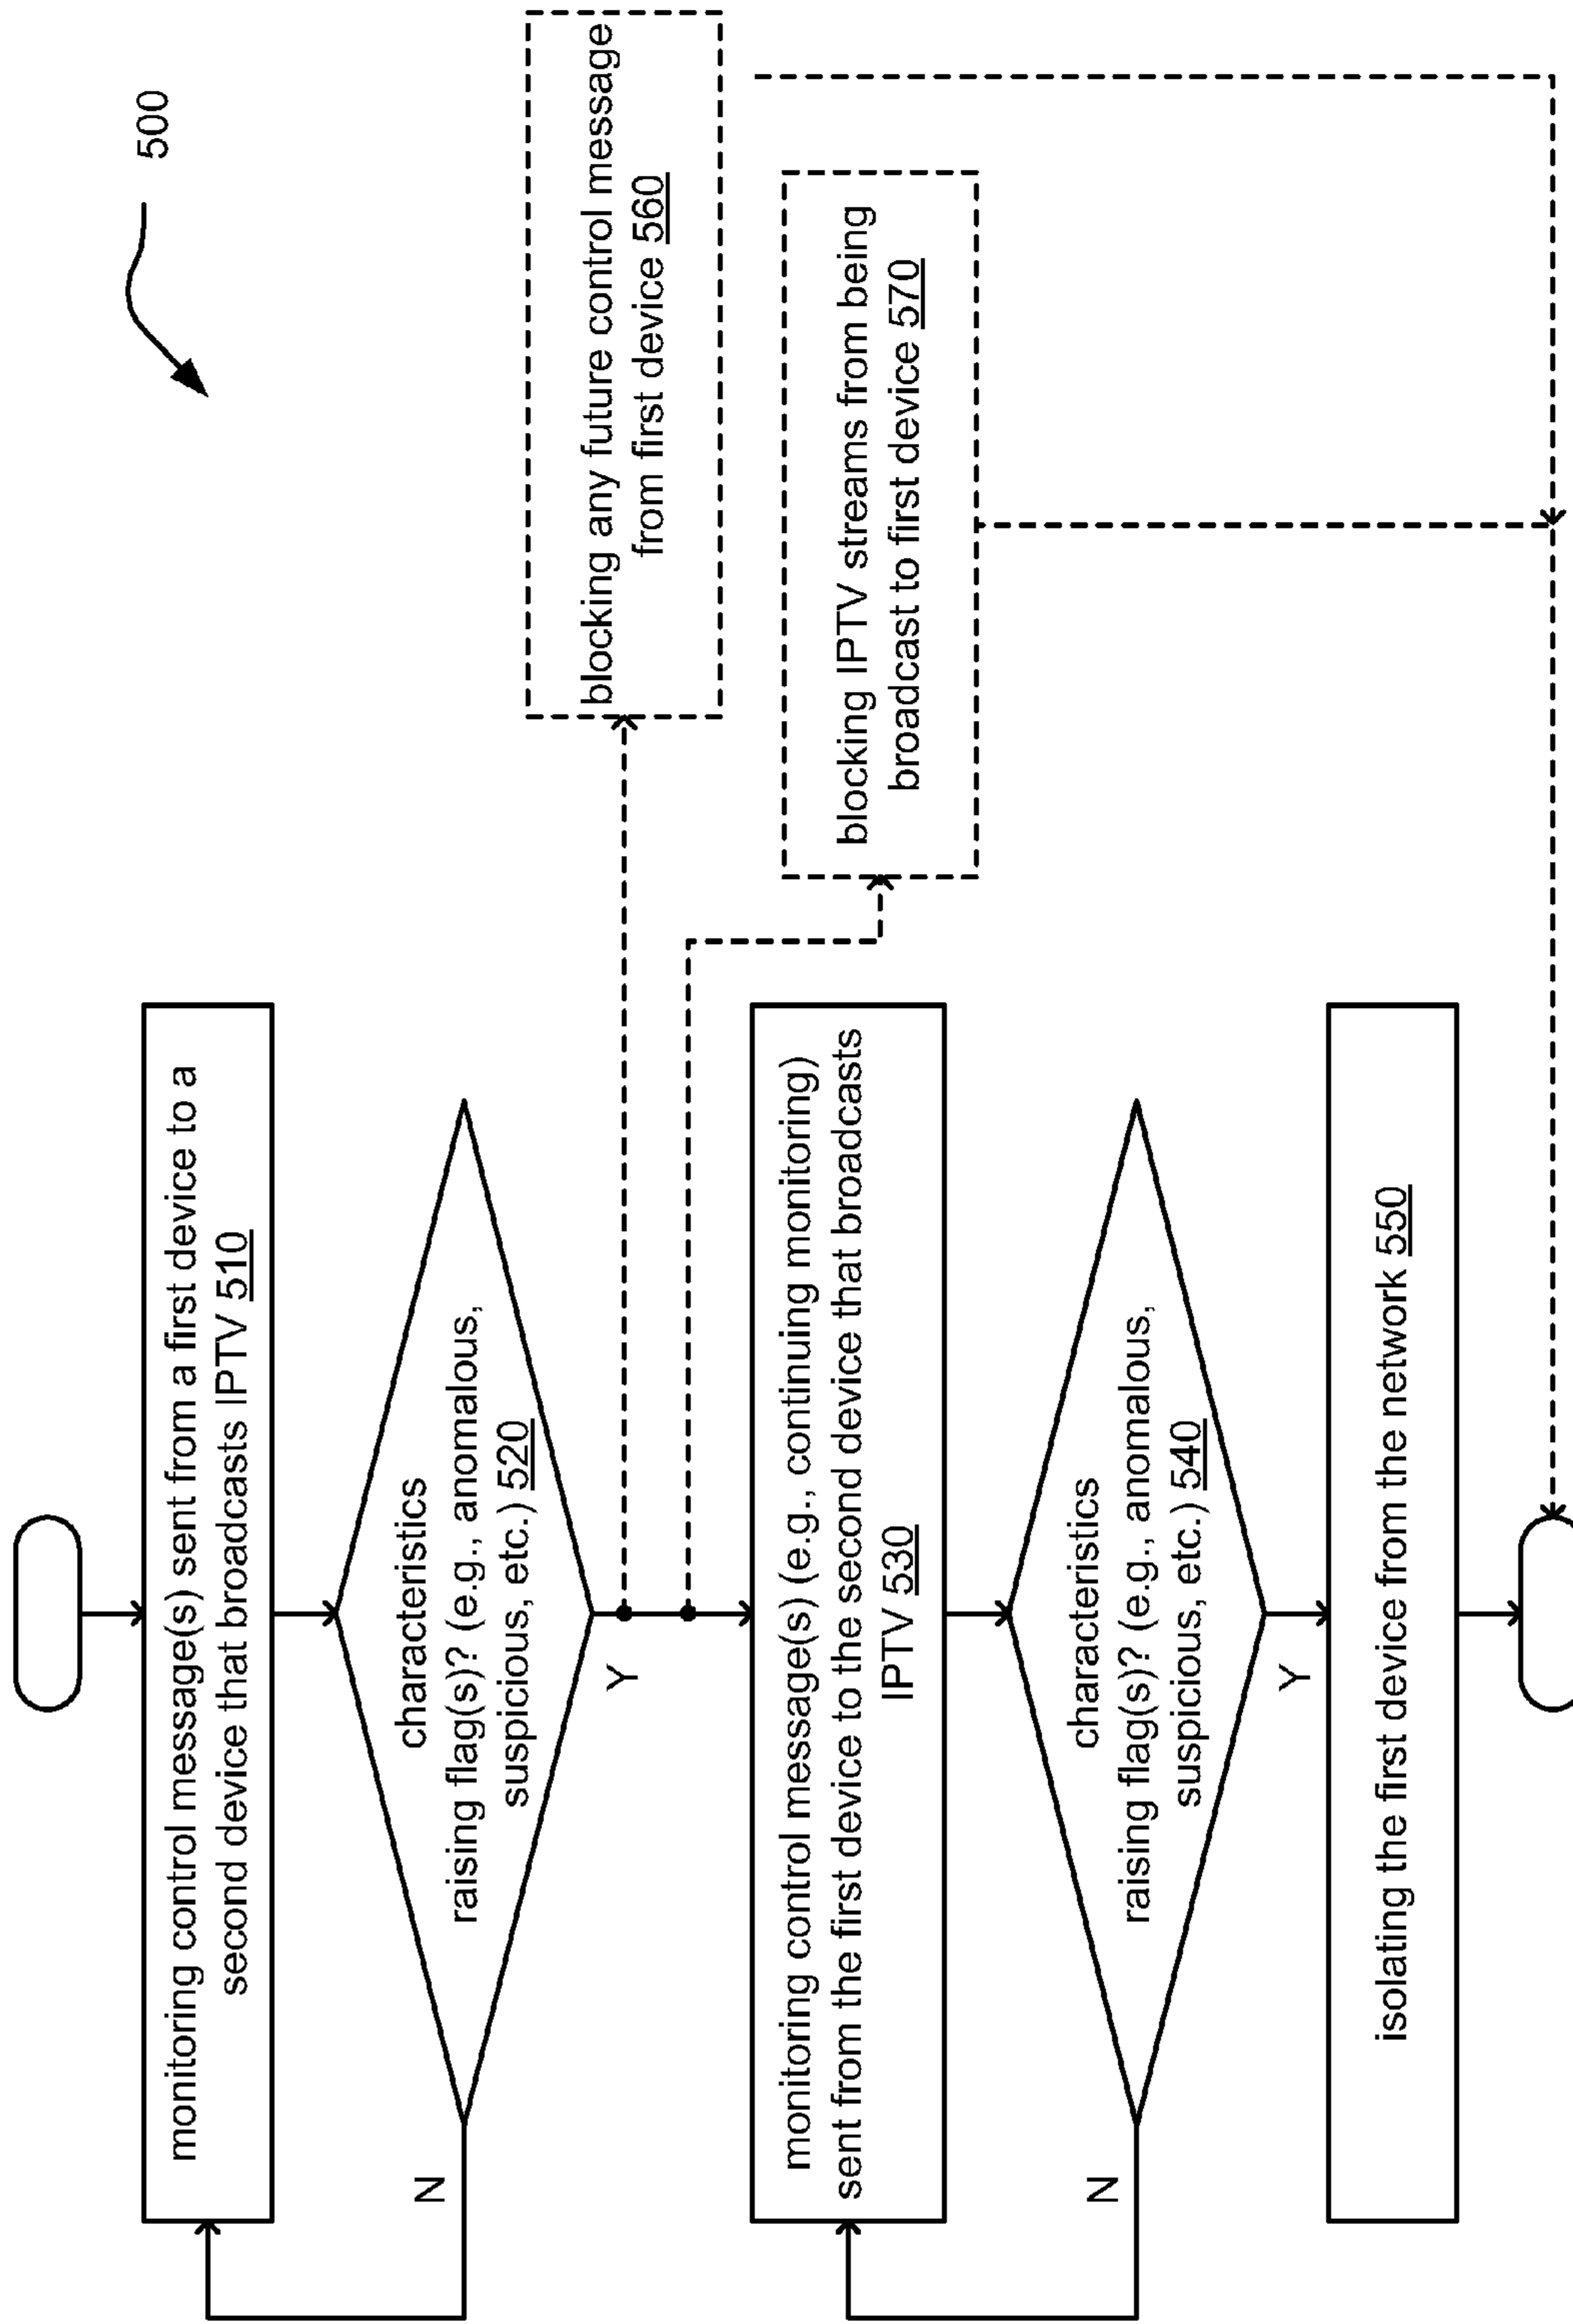 500
monitoring control message(s) sent from a first device to a
second device that broadcasts IPTV 510
characteristics
raising flag(s)? (e.g., anomalous,
suspicious, etc.) 520
N
Y
blocking any future control message
from first device 560
blocking IPTV streams from being
broadcast to first device 570
monitoring control message(s) (e.g., continuing monitoring)
sent from the first device to the second device that broadcasts
IPTV 530
characteristics
raising flag(s)? (e.g., anomalous,
suspicious, etc.) 540
N
Y
isolating the first device from the network 550